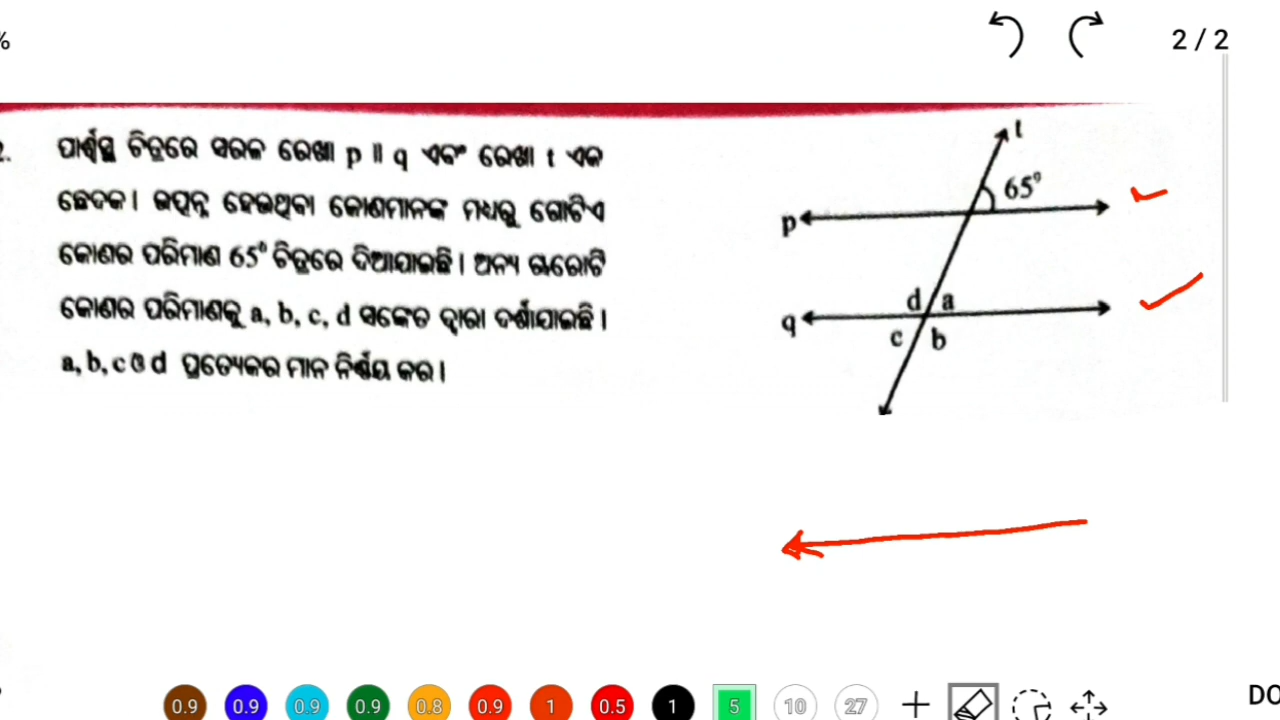 %
2 / 2
2.
ପାର୍ଶ୍ୱସ୍ଥ ଚିତ୍ରରେ ସରଳ ରେଖା p ॥ q ଏବଂ ରେଖା t ଏକ
ଛେଦକ। ଉତ୍ପନ୍ନ ହେଉଥିବା କୋଣମାନଙ୍କ ମଧ୍ୟରୁ ଗୋଟିଏ
କୋଣର ପରିମାଣ 65° ଚିତ୍ରରେ ଦିଆଯାଇଛି। ଅନ୍ୟ ଋରୋଟି
କୋଣର ପରିମାଣକୁ a, b, c, d ସଙ୍କେତ ଦ୍ୱାରା ଦର୍ଶାଯାଇଛି।
a, b, c ଓ d ପ୍ରତ୍ୟେକର ମାନ ନିର୍ଣ୍ଣୟ କର।
t
65°
p
d a
q
c b
0.9 0.9 0.9 0.9 0.8 0.9 1 0.5 1 5 10 27
DO